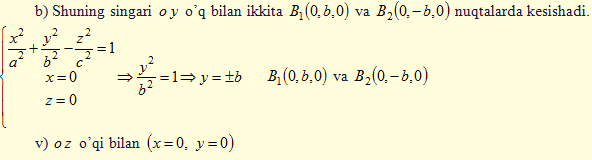 b) Shuning singari o y o’q bilan ikkita B₁(0,b,0) va B₂(0,−b,0) nuqtalarda kesishadi.
x²/a² + y²/b² − z²/c² = 1
x = 0 ⇒ y²/b² = 1 ⇒ y = ±b B₁(0,b,0) va B₂(0,−b,0)
z = 0
v) o z o’qi bilan (x = 0, y = 0)